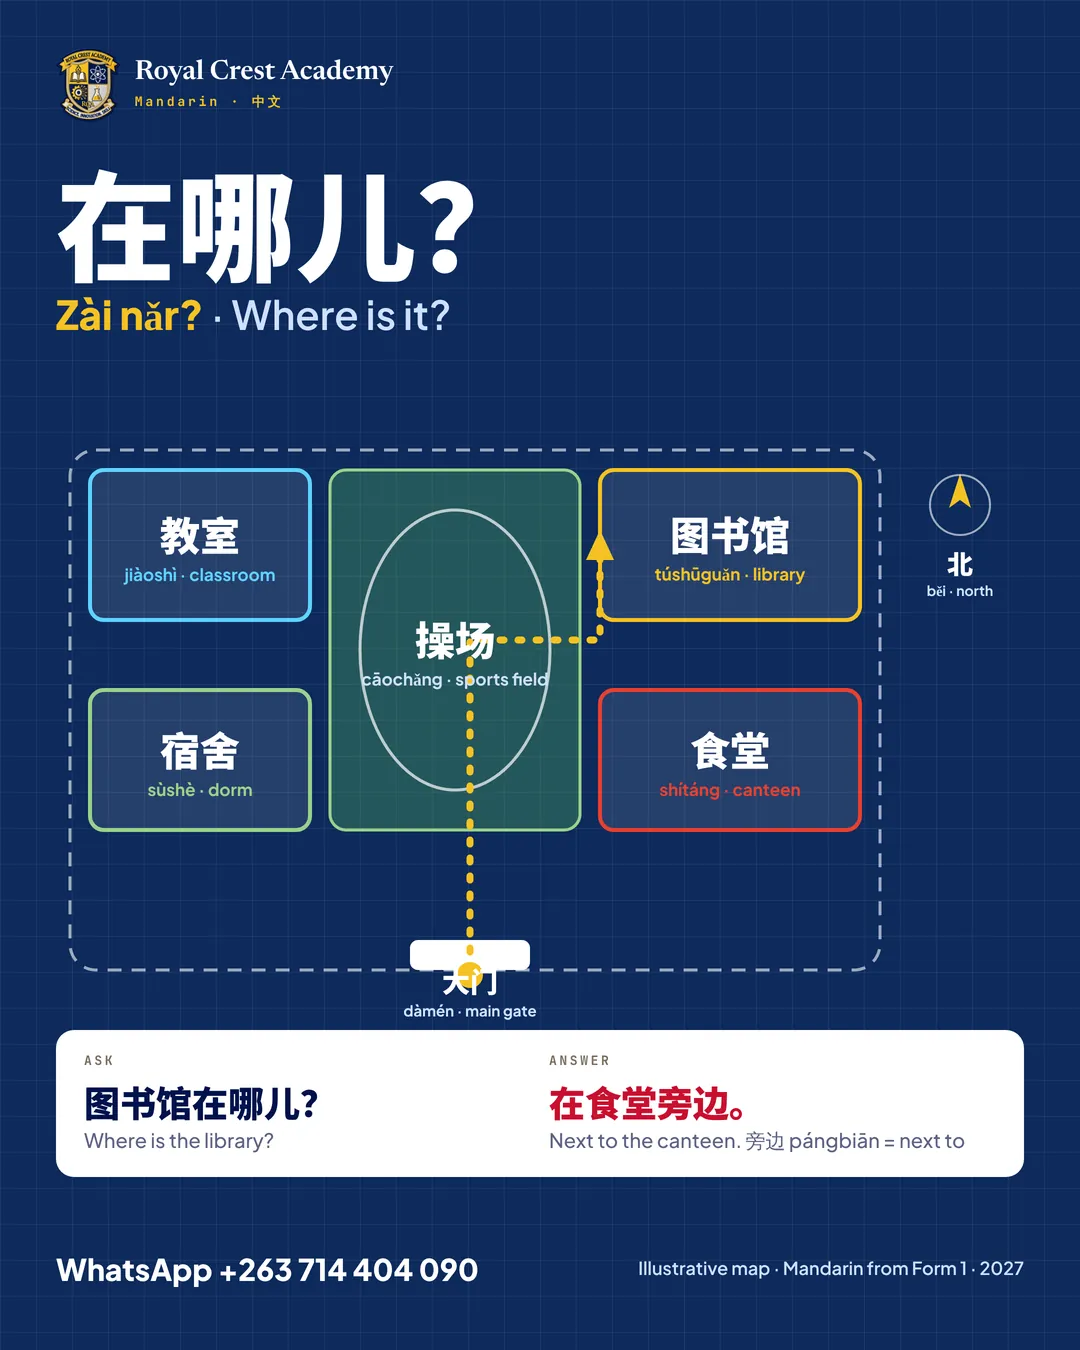 ROYAL CREST ACADEMY
Royal Crest Academy
Mandarin · 中文
在哪儿?
Zài nǎr? · Where is it?
教室
jiàoshì · classroom
操场
cāochǎng · sports field
图书馆
túshūguǎn · library
北
běi · north
宿舍
sùshè · dorm
食堂
shítáng · canteen
大门
dàmén · main gate
ASK
图书馆在哪儿?
Where is the library?
ANSWER
在食堂旁边。
Next to the canteen. 旁边 pángbiān = next to
WhatsApp +263 714 404 090
Illustrative map · Mandarin from Form 1 · 2027